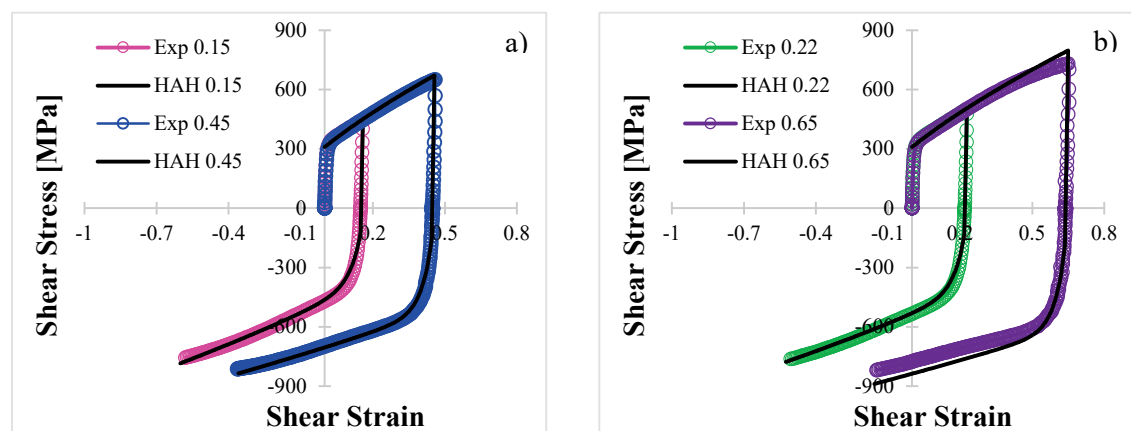 a)
Exp 0.15
HAH 0.15
Exp 0.45
HAH 0.45
Shear Stress [MPa]
900
600
300
0
-300
-600
-900
-1 -0.7 -0.4 -0.1 0.2 0.5 0.8
Shear Strain
b)
Exp 0.22
HAH 0.22
Exp 0.65
HAH 0.65
Shear Stress [MPa]
900
600
300
0
-300
-600
-900
-1 -0.7 -0.4 -0.1 0.2 0.5 0.8
Shear Strain